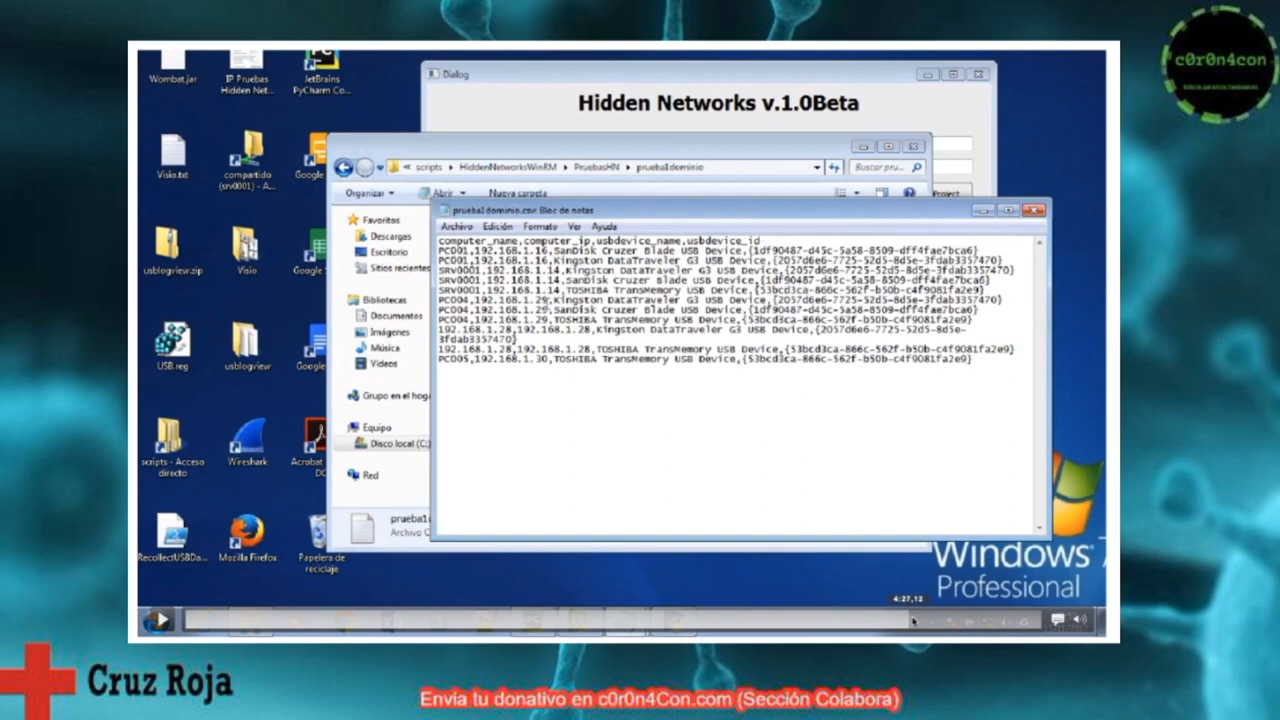 c0r0n4con
Wombat.jar
IP Pruebas
Hidden Net...
JetBrains
PyCharm Co...
Dialog
Hidden Networks v.1.0Beta
« scripts
HiddenNetworksWinRM
PruebasHN
prueba1dominio
Buscar pru...
Organizar
Abrir
Nueva carpeta
Project
Visio.txt
compartido
(srv0001) - A...
Google
Favoritos
Descargas
Escritorio
Sitios recientes
Bibliotecas
Documentos
Imágenes
Música
Vídeos
Grupo en el hog
Equipo
Disco local (C:)
Red
prueba1dominio.csv: Bloc de notas
Archivo Edición Formato Ver Ayuda
computer_name,computer_ip,usbdevice_name,usbdevice_id
PC001,192.168.1.16,SanDisk Cruzer Blade USB Device,{1df90487-d45c-5a58-8509-dff4fae7bca6}
PC001,192.168.1.16,Kingston DataTraveler G3 USB Device,{2057d6e6-7725-52d5-8d5e-3fdab3357470}
SRV0001,192.168.1.14,Kingston DataTraveler G3 USB Device,{2057d6e6-7725-52d5-8d5e-3fdab3357470}
SRV0001,192.168.1.14,SanDisk Cruzer Blade USB Device,{1df90487-d45c-5a58-8509-dff4fae7bca6}
SRV0001,192.168.1.14,TOSHIBA TransMemory USB Device,{53bcd3ca-866c-562f-b50b-c4f9081fa2e9}
PC004,192.168.1.29,Kingston DataTraveler G3 USB Device,{2057d6e6-7725-52d5-8d5e-3fdab3357470}
PC004,192.168.1.29,SanDisk Cruzer Blade USB Device,{1df90487-d45c-5a58-8509-dff4fae7bca6}
PC004,192.168.1.29,TOSHIBA TransMemory USB Device,{53bcd3ca-866c-562f-b50b-c4f9081fa2e9}
192.168.1.28,192.168.1.28,Kingston DataTraveler G3 USB Device,{2057d6e6-7725-52d5-8d5e-
3fdab3357470}
192.168.1.28,192.168.1.28,TOSHIBA TransMemory USB Device,{53bcd3ca-866c-562f-b50b-c4f9081fa2e9}
PC005,192.168.1.30,TOSHIBA TransMemory USB Device,{53bcd3ca-866c-562f-b50b-c4f9081fa2e9}
usblogview.zip
Visio
Google
USB.reg
usblogview
Google
scripts - Acceso
directo
Wireshark
Acrobat
DC
prueba1
Archivo C
RecollectUSBDa...
Mozilla Firefox
Papelera de
reciclaje
Windows 7
Professional
4:27,12
Cruz Roja
Envia tu donativo en c0r0n4Con.com (Sección Colabora)